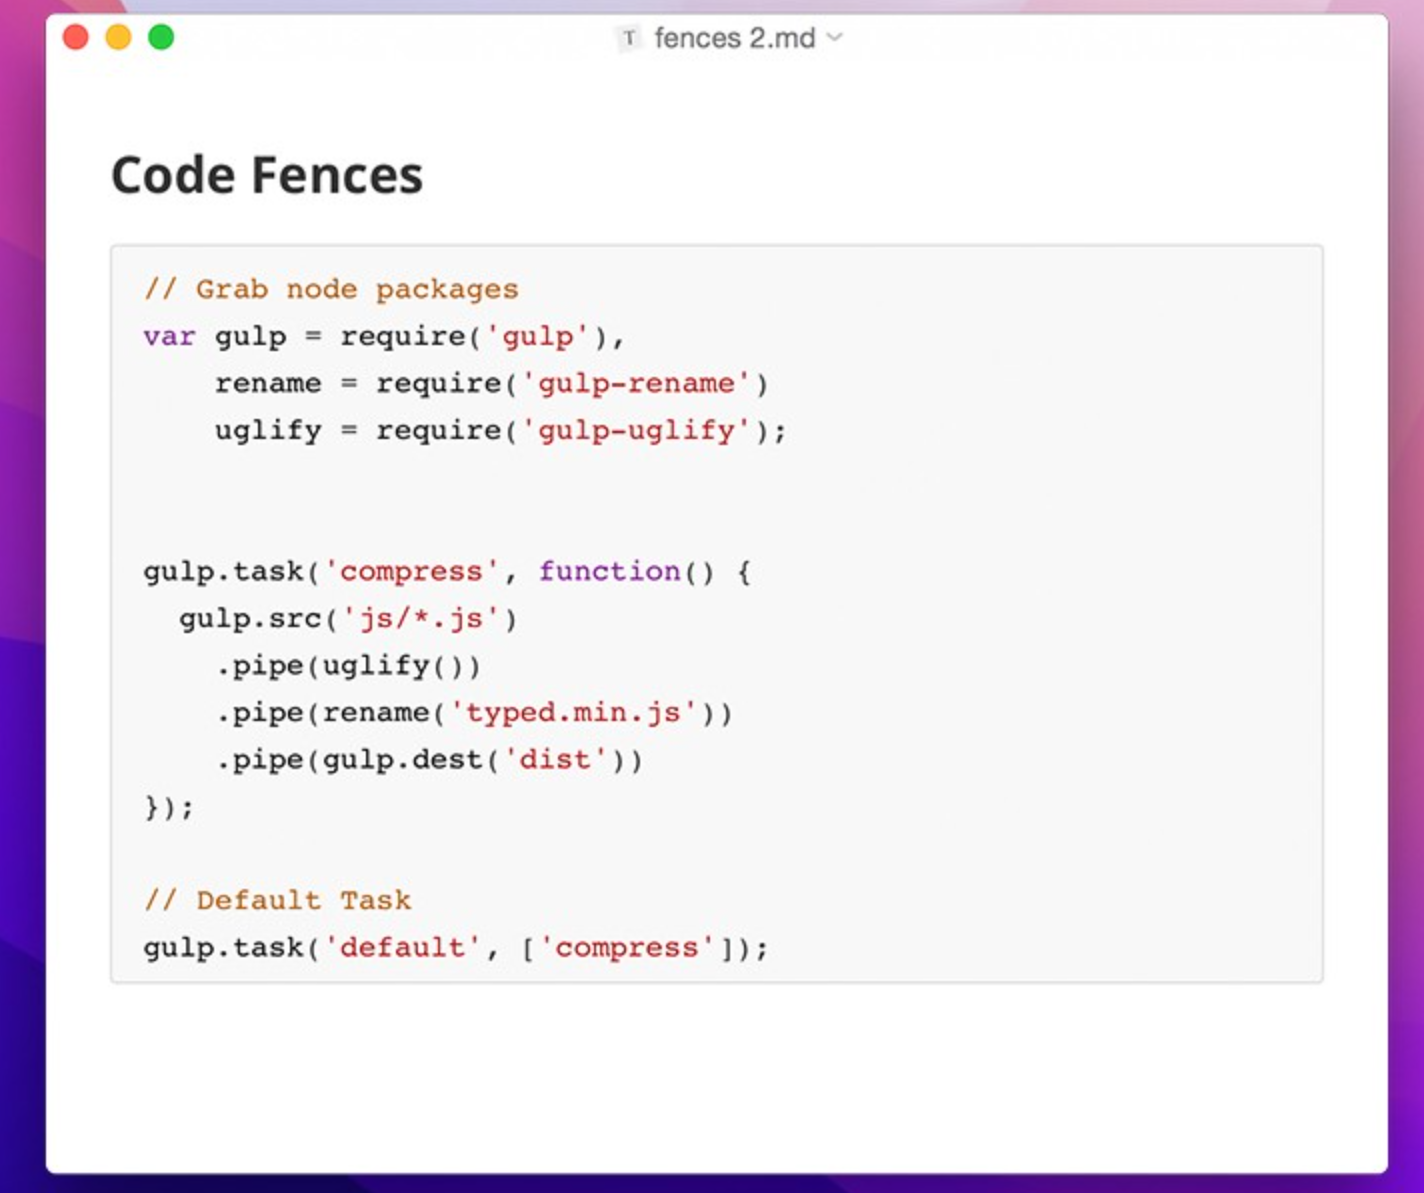 T fences 2.md
Code Fences
// Grab node packages
var gulp = require('gulp'),
    rename = require('gulp-rename')
    uglify = require('gulp-uglify');
gulp.task('compress', function() {
  gulp.src('js/*.js')
    .pipe(uglify())
    .pipe(rename('typed.min.js'))
    .pipe(gulp.dest('dist'))
});
// Default Task
gulp.task('default', ['compress']);